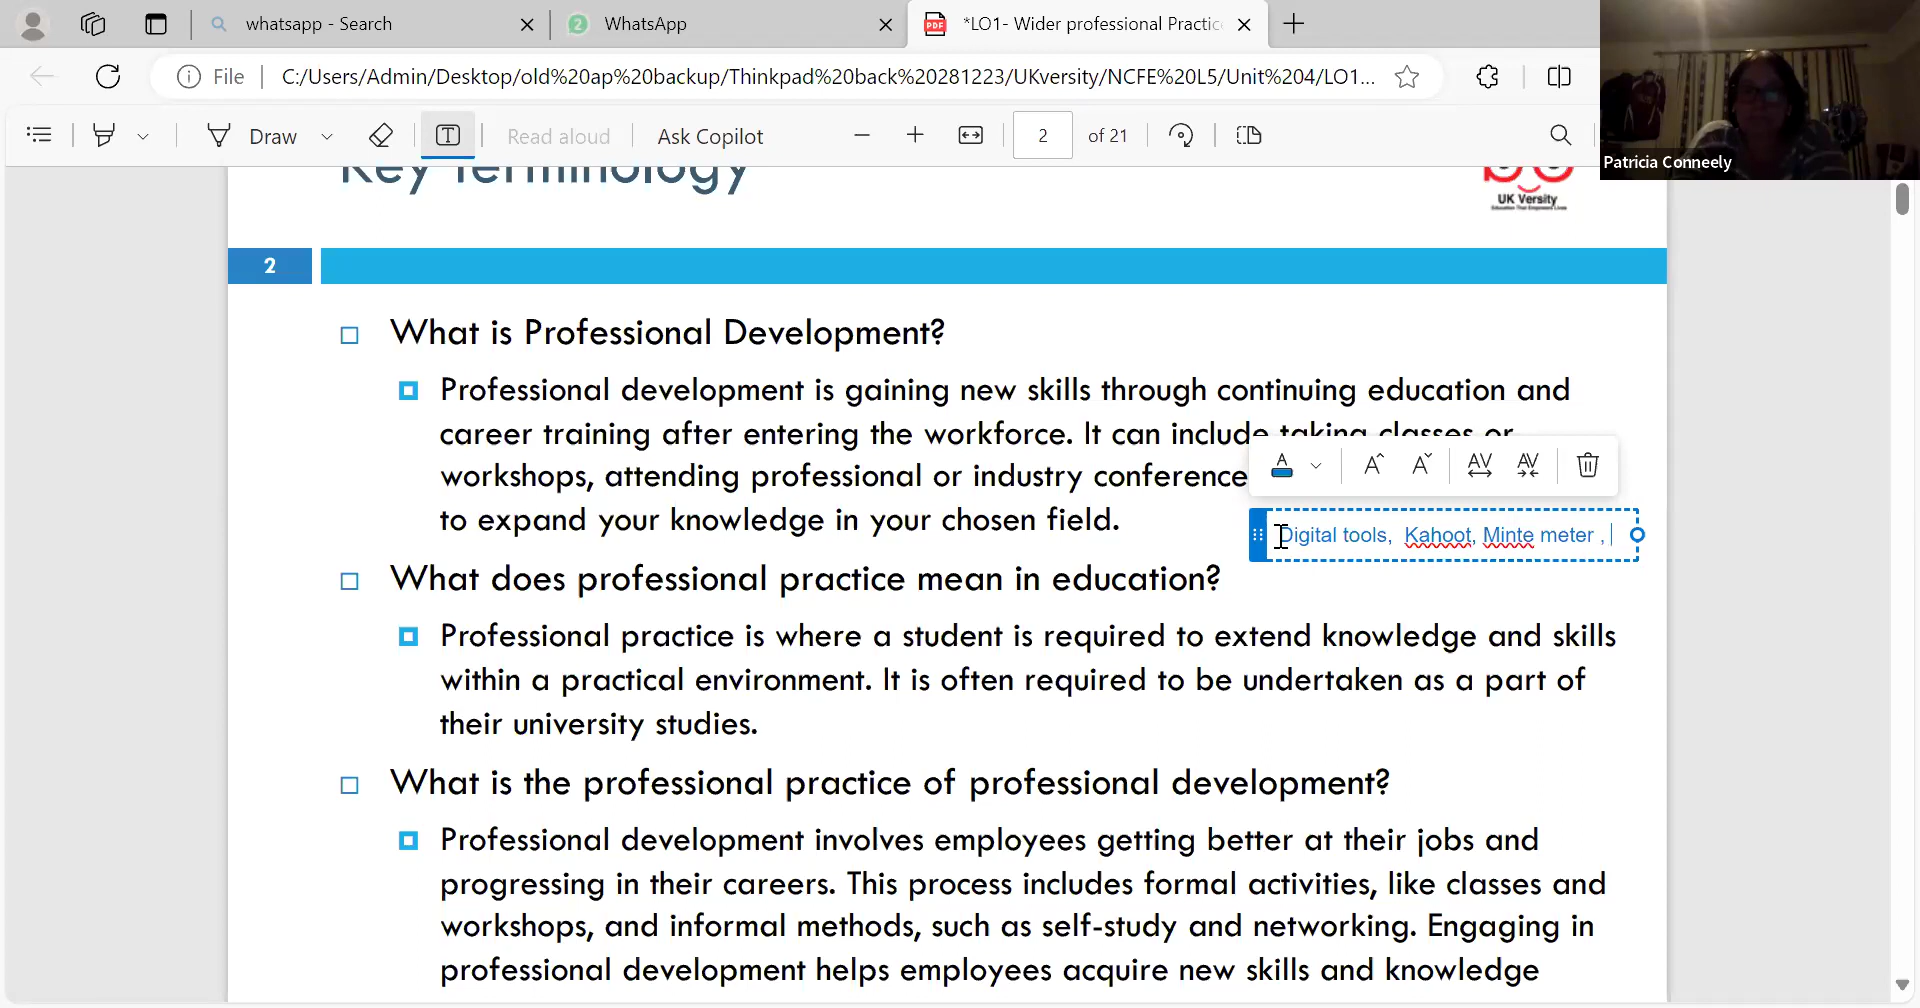 whatsapp - Search
WhatsApp
*LO1- Wider professional Practic
File
C:/Users/Admin/Desktop/old%20ap%20backup/Thinkpad%20back%20281223/UKversity/NCFE%20L5/Unit%204/LO1...
Draw
Read aloud
Ask Copilot
2
of 21
Patricia Conneely
Key Terminology
UK Versity
2
What is Professional Development?
Professional development is gaining new skills through continuing education and
career training after entering the workforce. It can include taking classes or
workshops, attending professional or industry conference
to expand your knowledge in your chosen field.
Digital tools, Kahoot, Minte meter ,
What does professional practice mean in education?
Professional practice is where a student is required to extend knowledge and skills
within a practical environment. It is often required to be undertaken as a part of
their university studies.
What is the professional practice of professional development?
Professional development involves employees getting better at their jobs and
progressing in their careers. This process includes formal activities, like classes and
workshops, and informal methods, such as self-study and networking. Engaging in
professional development helps employees acquire new skills and knowledge